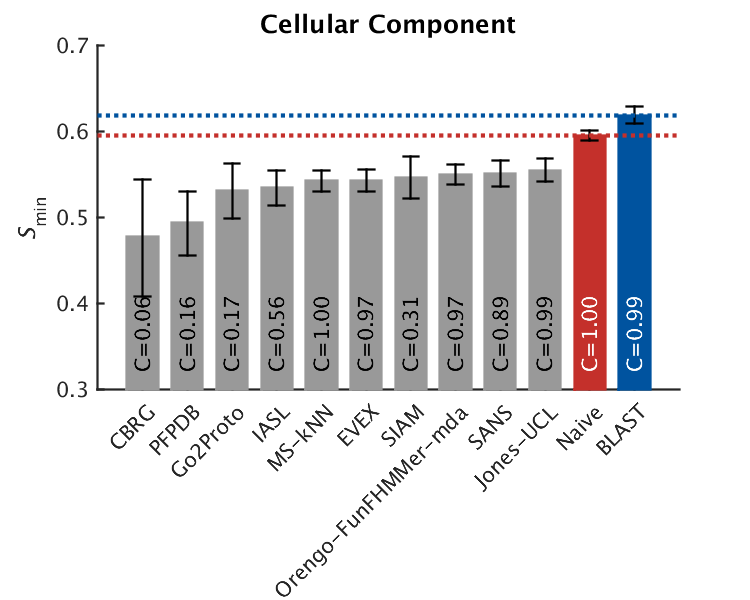 Cellular Component
0.7
0.6
0.5
0.4
0.3
Smin
C=0.06
C=0.16
C=0.17
C=0.56
C=1.00
C=0.97
C=0.31
C=0.97
C=0.89
C=0.99
C=1.00
C=0.99
CBRG
PFPDB
Go2Proto
IASL
MS-kNN
EVEX
SIAM
Orengo-FunFHMMer-mda
SANS
Jones-UCL
Naive
BLAST